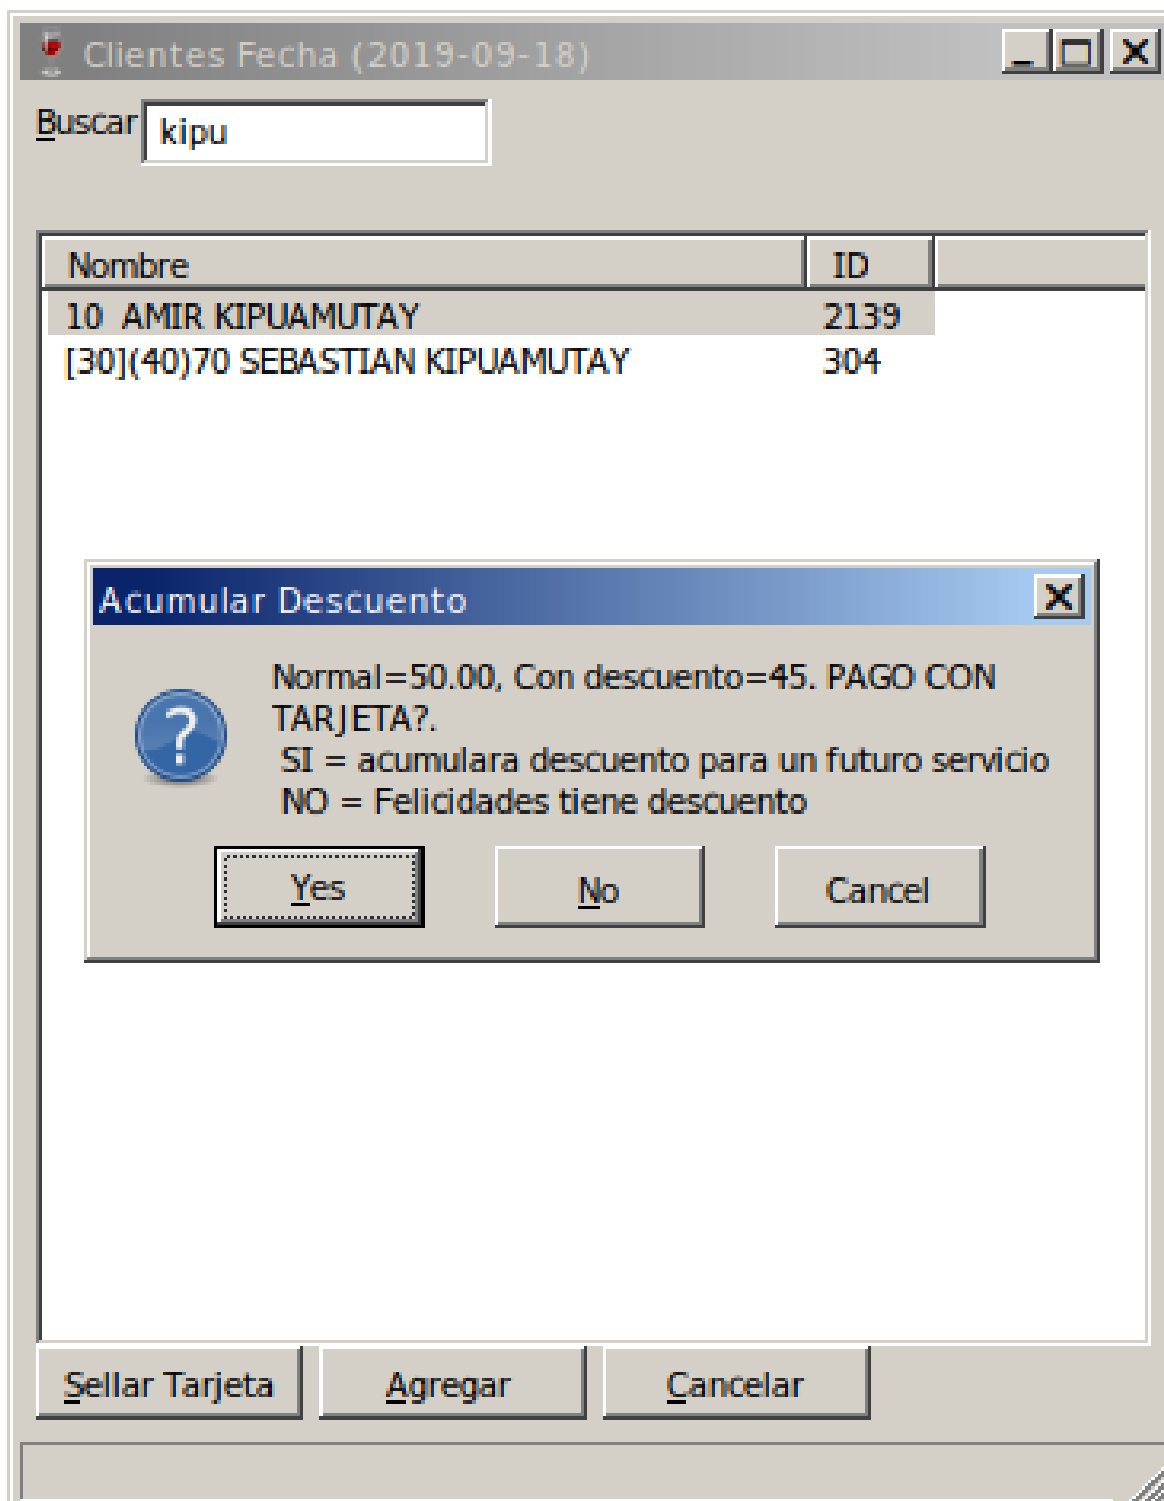 Clientes Fecha (2019-09-18)
Buscar kipu
Nombre ID
10 AMIR KIPUAMUTAY 2139
[30](40)70 SEBASTIAN KIPUAMUTAY 304
Acumular Descuento
Normal=50.00, Con descuento=45. PAGO CON
TARJETA?.
SI = acumulara descuento para un futuro servicio
NO = Felicidades tiene descuento
Yes No Cancel
Sellar Tarjeta Agregar Cancelar